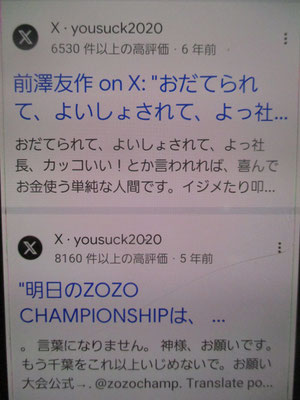 X · yousuck2020
6530 件以上の高評価 · 6 年前
前澤友作 on X: "おだてられ
て、よいしょされて、よっ社...
おだてられて、よいしょされて、よっ社
長、カッコいい！とか言われれば、喜んで
お金使う単純な人間です。イジメたり叩...
X · yousuck2020
8160 件以上の高評価 · 5 年前
"明日のZOZO
CHAMPIONSHIPは、 ...
。 言葉になりません。 神様、お願いです。
もう千葉をこれ以上いじめないで。お願い
大会公式→. @zozochamp. Translate po...